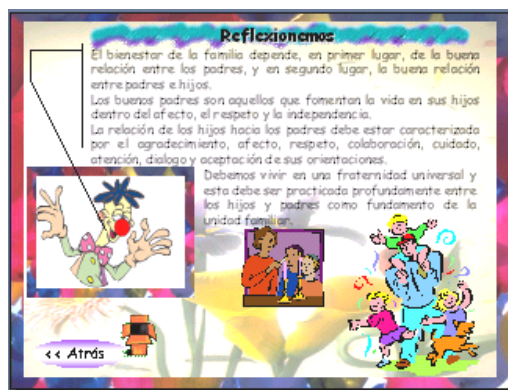 Reflexionemos
El bienestar de la familia depende, en primer lugar, de la buena
relación entre los padres, y en segundo lugar, la buena relación
entre padres e hijos.
Los buenos padres son aquellos que fomentan la vida en sus hijos
dentro del afecto, el respeto y la independencia.
La relación de los hijos hacia los padres debe estar caracterizada
por el agradecimiento, afecto, respeto, colaboración, cuidado,
atención, dialogo y aceptación de sus orientaciones.
Debemos vivir en una fraternidad universal y
esta debe ser practicada profundamente entre
los hijos y padres como fundamento de la
unidad familiar.
<< Atrás